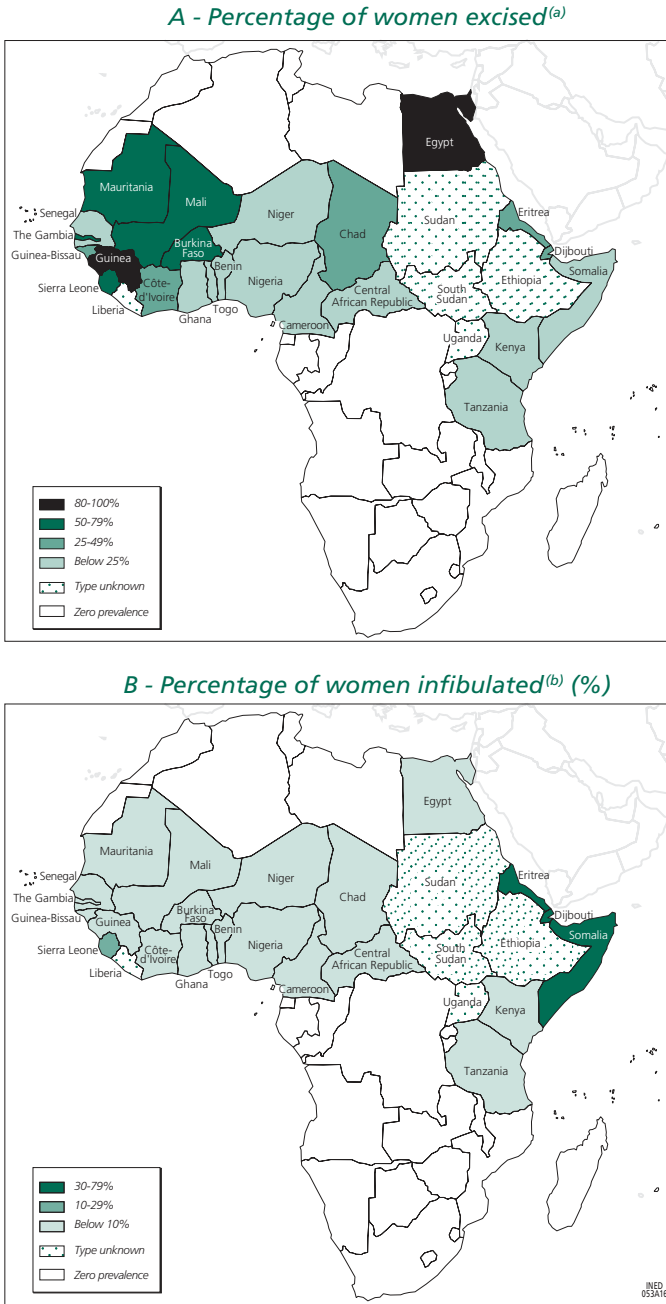 A - Percentage of women excised(a)
Egypt
Mauritania
Mali
Niger
Senegal
Sudan
Eritrea
The Gambia
Chad
Burkina
Faso
Djibouti
Guinea-Bissau
Guinea
Benin
Somalia
Côte-
d'Ivoire
Nigeria
Ethiopia
Sierra Leone
Central
African Republic
South
Sudan
Liberia
Togo
Ghana
Cameroon
Uganda
Kenya
Tanzania
80-100%
50-79%
25-49%
Below 25%
Type unknown
Zero prevalence
B - Percentage of women infibulated(b) (%)
Egypt
Mauritania
Mali
Niger
Senegal
Sudan
Eritrea
Chad
The Gambia
Burkina
Faso
Djibouti
Guinea-Bissau
Guinea
Benin
Somalia
Nigeria
Ethiopia
Sierra Leone
Côte-
d'Ivoire
Central
African Republic
South
Sudan
Liberia
Togo
Ghana
Cameroon
Uganda
Kenya
Tanzania
30-79%
10-29%
Below 10%
Type unknown
Zero prevalence
INED
053A16